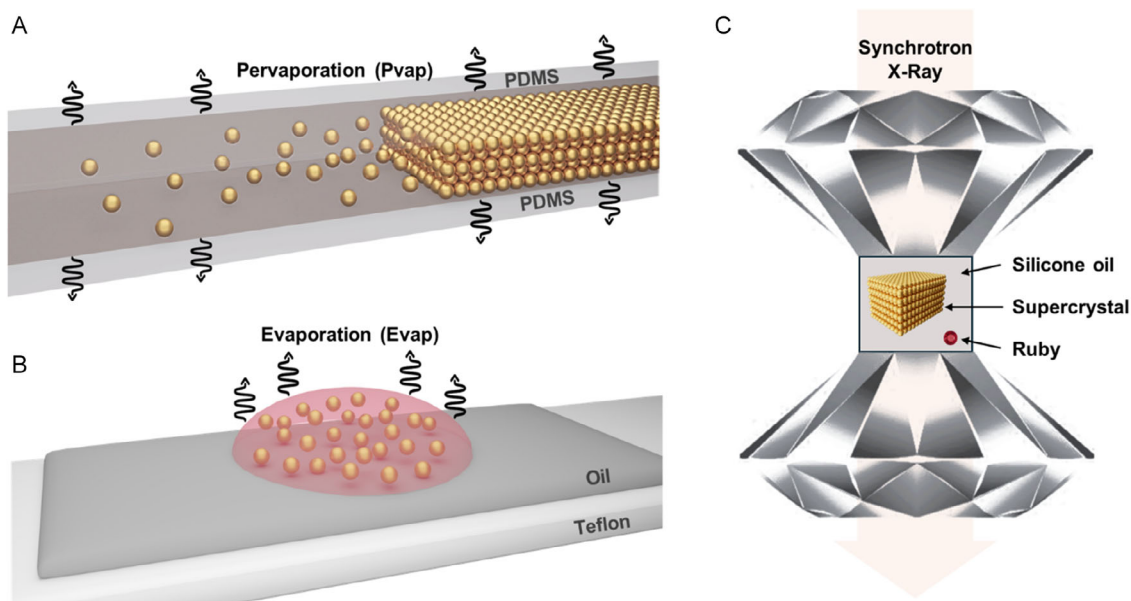 A
Pervaporation (Pvap)
PDMS
PDMS
B
Evaporation (Evap)
Oil
Teflon
C
Synchrotron
X-Ray
Silicone oil
Supercrystal
Ruby